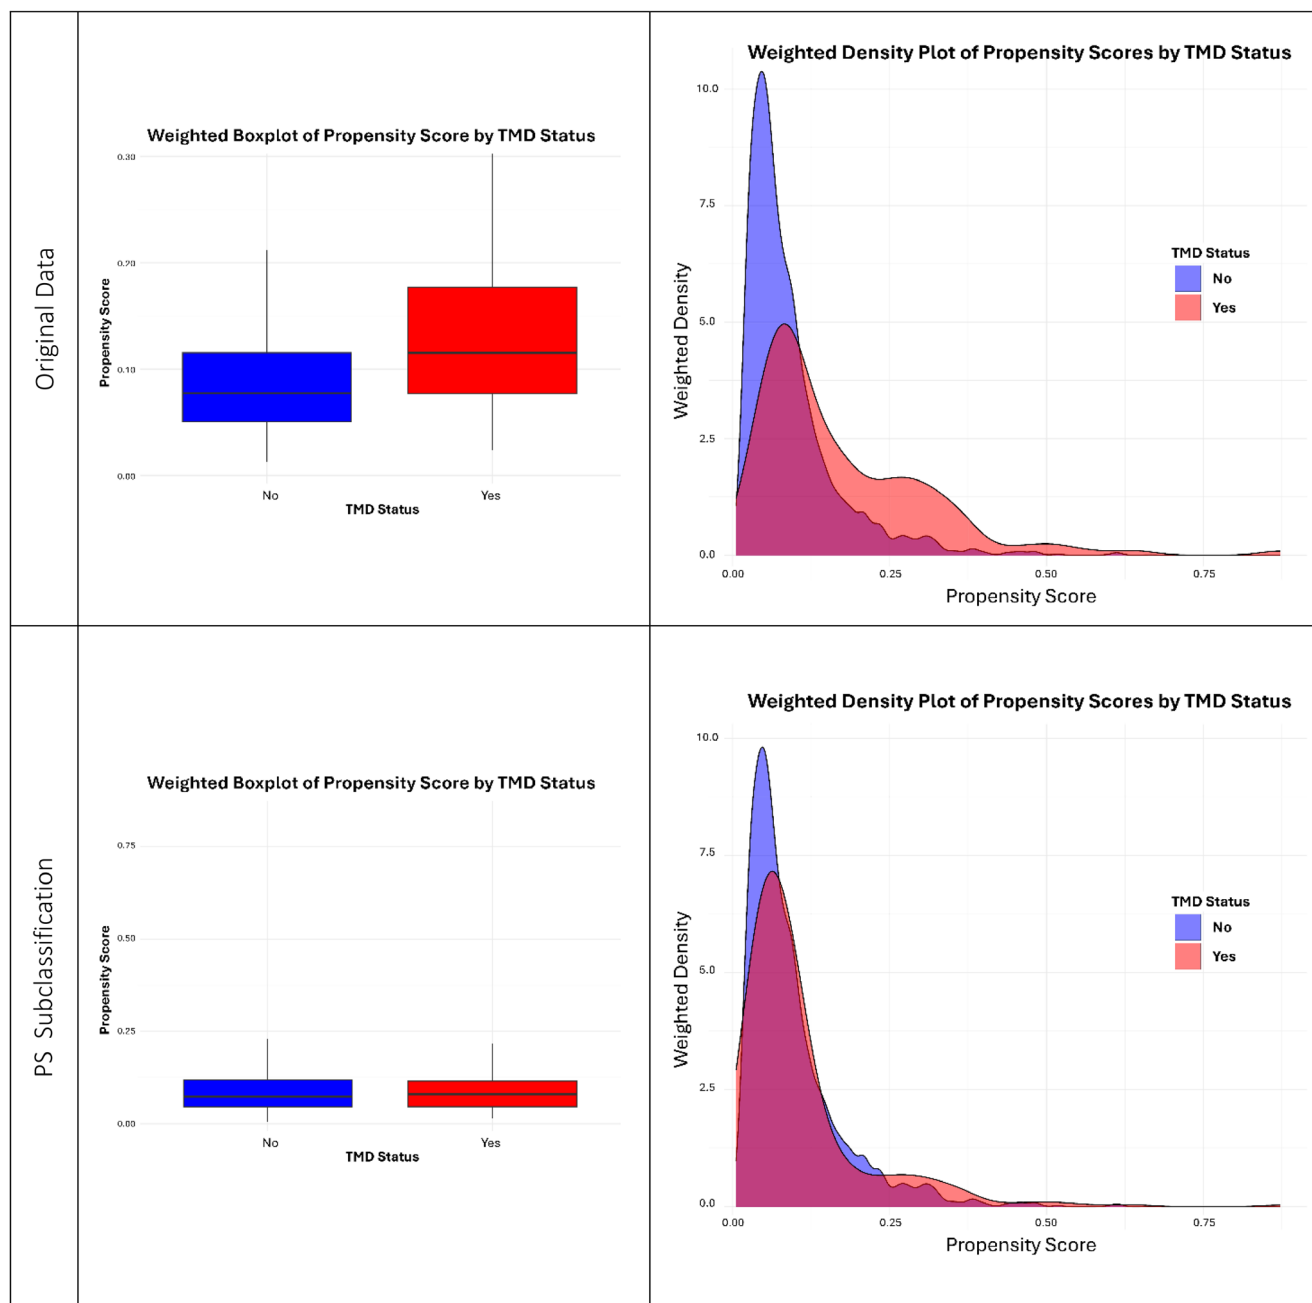 Original Data
Weighted Boxplot of Propensity Score by TMD Status
0.30
0.20
0.10
0.00
Propensity Score
No
Yes
TMD Status
Weighted Density Plot of Propensity Scores by TMD Status
10.0
7.5
5.0
2.5
0.0
Weighted Density
TMD Status
No
Yes
0.00
0.25
0.50
0.75
Propensity Score
PS Subclassification
Weighted Boxplot of Propensity Score by TMD Status
0.75
0.50
0.25
0.00
Propensity Score
No
Yes
TMD Status
Weighted Density Plot of Propensity Scores by TMD Status
10.0
7.5
5.0
2.5
0.0
Weighted Density
TMD Status
No
Yes
0.00
0.25
0.50
0.75
Propensity Score